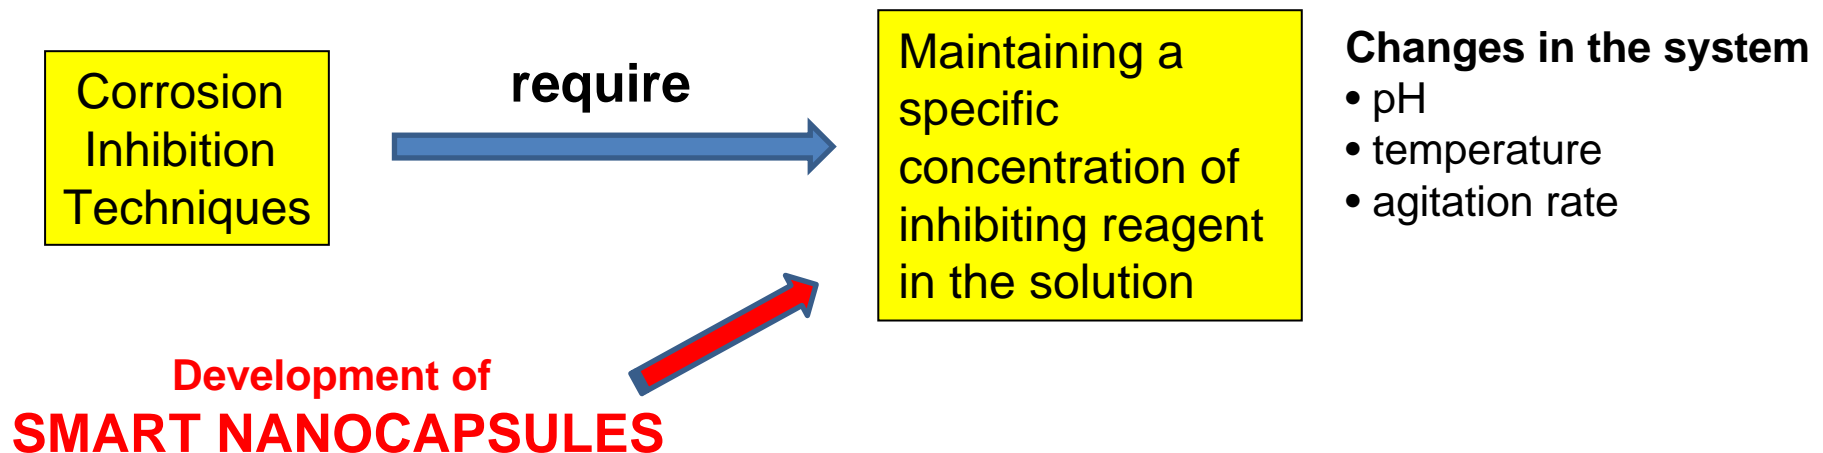 Corrosion
Inhibition
Techniques
require
Maintaining a
specific
concentration of
inhibiting reagent
in the solution
Changes in the system
• pH
• temperature
• agitation rate
Development of
SMART NANOCAPSULES